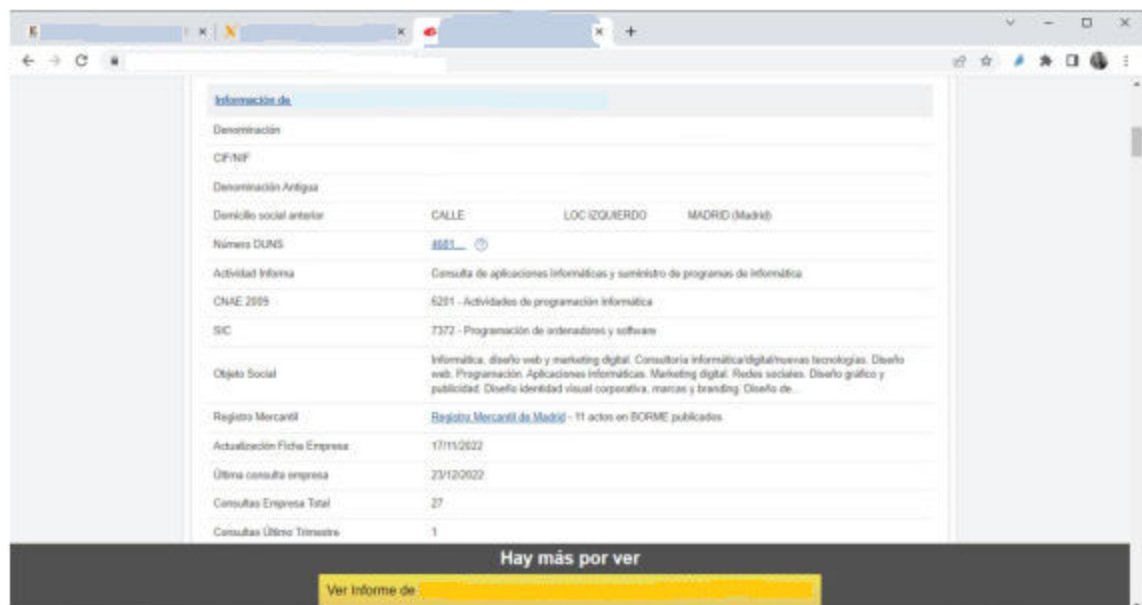 Información de
Denominación
CIF/NIF
Denominación Antigua
Domicilio social anterior CALLE LOC IZQUIERDO MADRID (Madrid)
Número DUNS 4681...
Actividad Informa Consulta de aplicaciones informáticas y suministro de programas de informática
CNAE 2009 6201 - Actividades de programación informática
SIC 7372 - Programación de ordenadores y software
Informática, diseño web y marketing digital. Consultoría informática/digital/nuevas tecnologías. Diseño
Objeto Social web. Programación. Aplicaciones informáticas. Marketing digital. Redes sociales. Diseño gráfico y
publicidad. Diseño identidad visual corporativa, marcas y branding. Diseño de...
Registro Mercantil Registro Mercantil de Madrid - 11 actos en BORME publicados
Actualización Ficha Empresa 17/11/2022
Última consulta empresa 23/12/2022
Consultas Empresa Total 27
Consultas Último Trimestre 1
Hay más por ver
Ver Informe de